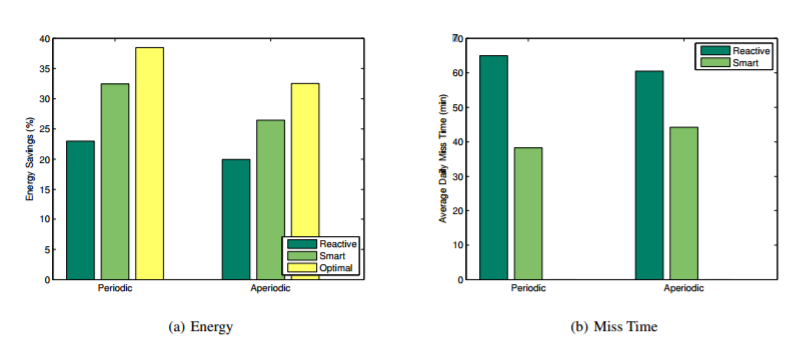 40
35
30
25
20
15
10
5
0
Energy Savings (%)
Periodic
Aperiodic
Reactive
Smart
Optimal
(a) Energy
70
60
50
40
30
20
10
0
Average Daily Miss Time (min)
Periodic
Aperiodic
Reactive
Smart
(b) Miss Time